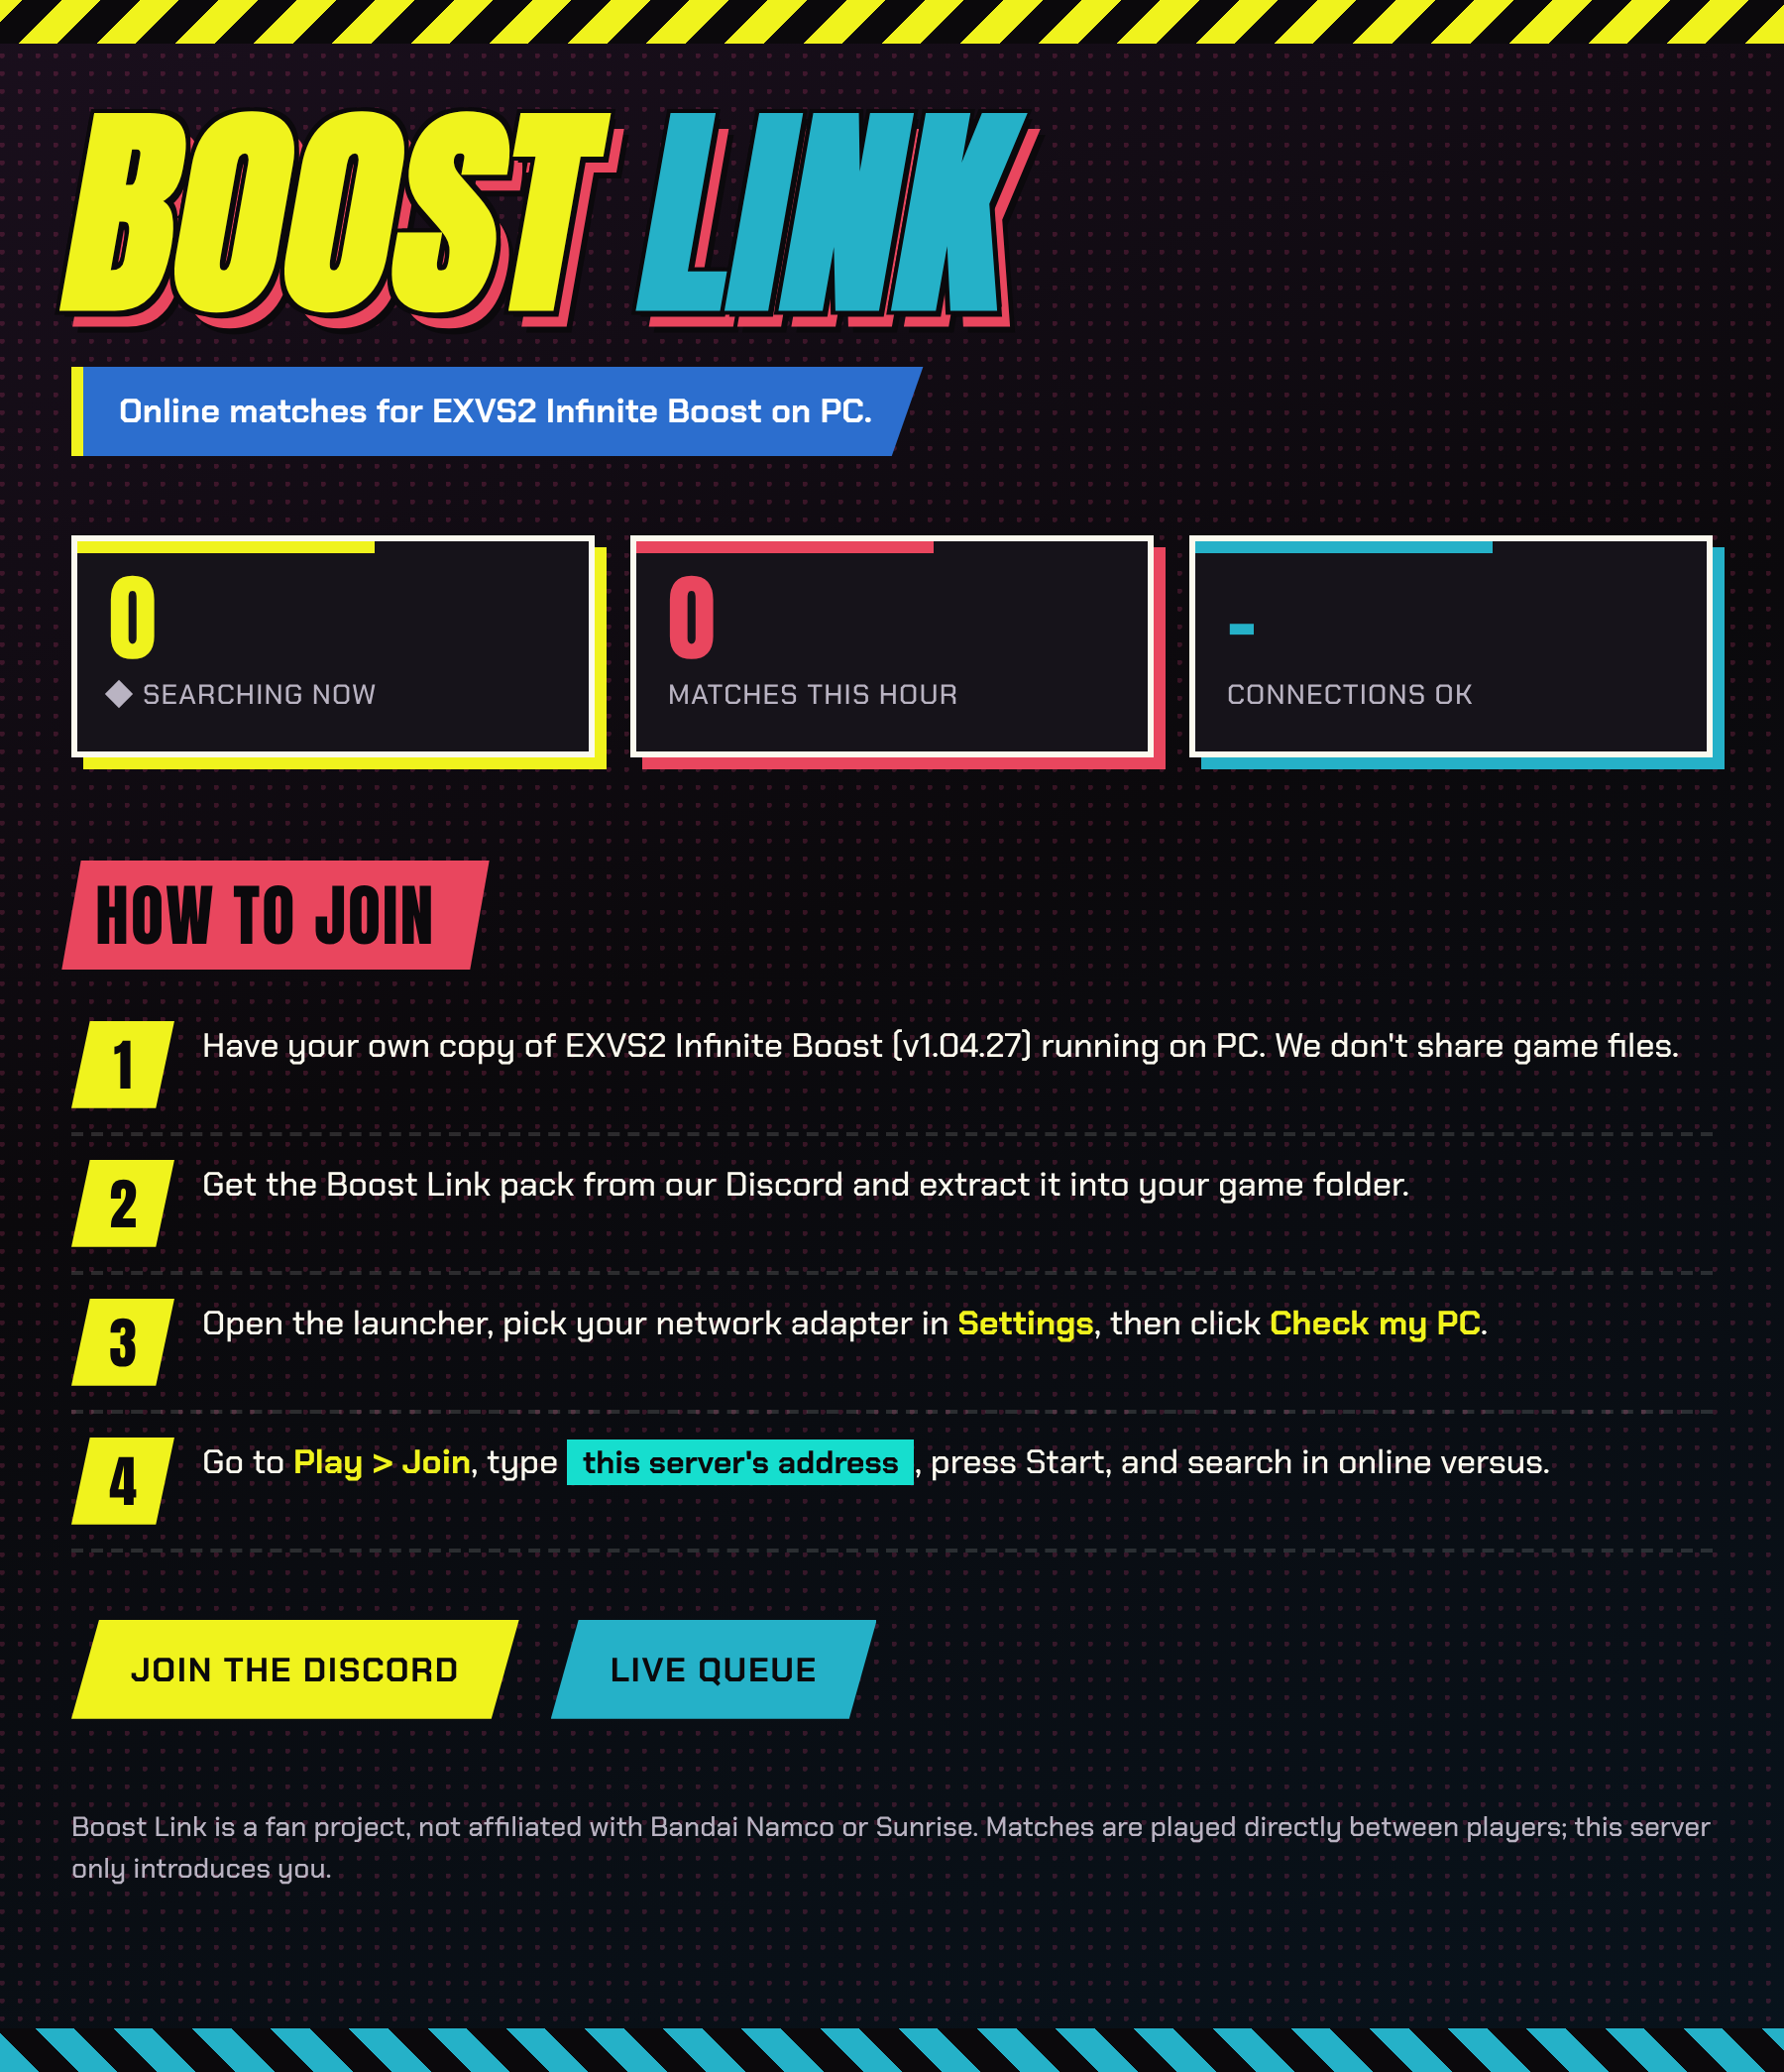 BOOST LINK
Online matches for EXVS2 Infinite Boost on PC.
0
SEARCHING NOW
0
MATCHES THIS HOUR
-
CONNECTIONS OK
HOW TO JOIN
1
Have your own copy of EXVS2 Infinite Boost (v1.04.27) running on PC. We don't share game files.
2
Get the Boost Link pack from our Discord and extract it into your game folder.
3
Open the launcher, pick your network adapter in Settings, then click Check my PC.
4
Go to Play > Join, type this server's address, press Start, and search in online versus.
JOIN THE DISCORD
LIVE QUEUE
Boost Link is a fan project, not affiliated with Bandai Namco or Sunrise. Matches are played directly between players; this server
only introduces you.